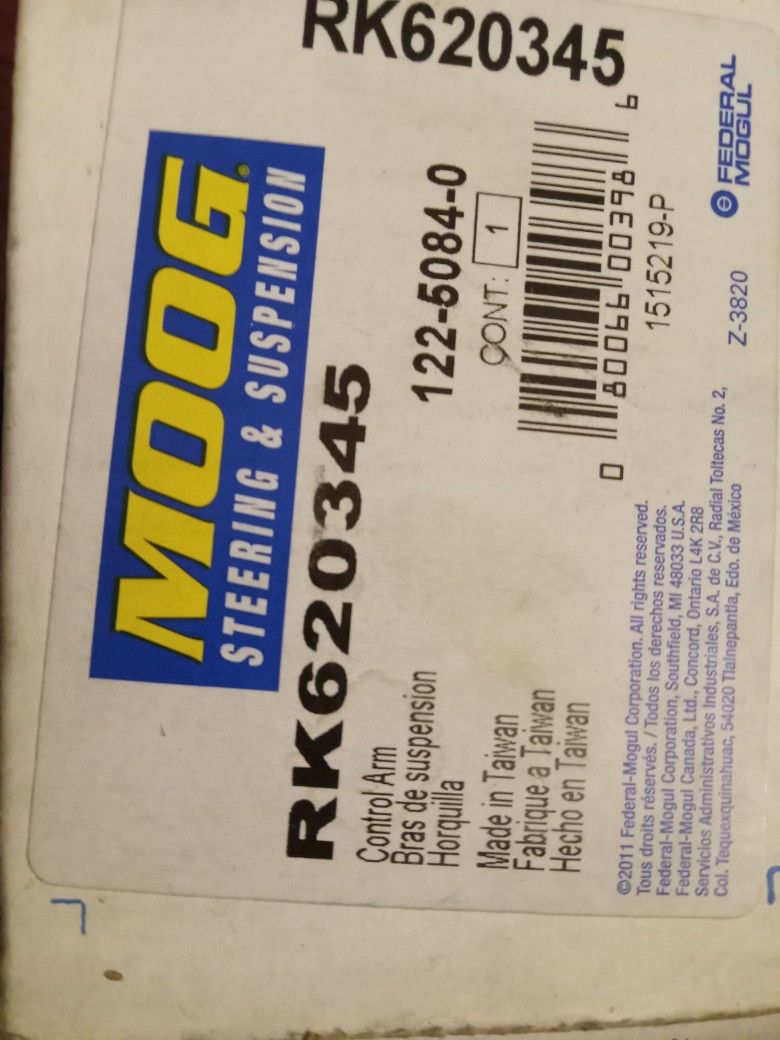 RK620345
MOOG
STEERING & SUSPENSION
RK620345
122-5084-0
CONT: 1
Control Arm
Bras de suspension
Horquilla
Made in Taiwan
Fabrique a Taiwan
Hecho en Taiwan
0 80066 00398 6
1515219-P
©2011 Federal-Mogul Corporation. All rights reserved.
Tous droits réservés. / Todos los derechos reservados.
Federal-Mogul Corporation, Southfield, MI 48033 U.S.A.
Federal-Mogul Canada, Ltd., Concord, Ontario L4K 2R8
Servicios Administrativos Industriales, S.A. de C.V., Radial Toltecas No. 2,
Col. Tequexquinahuac, 54020 Tlalnepantla, Edo. de México
Z-3820
FEDERAL
MOGUL